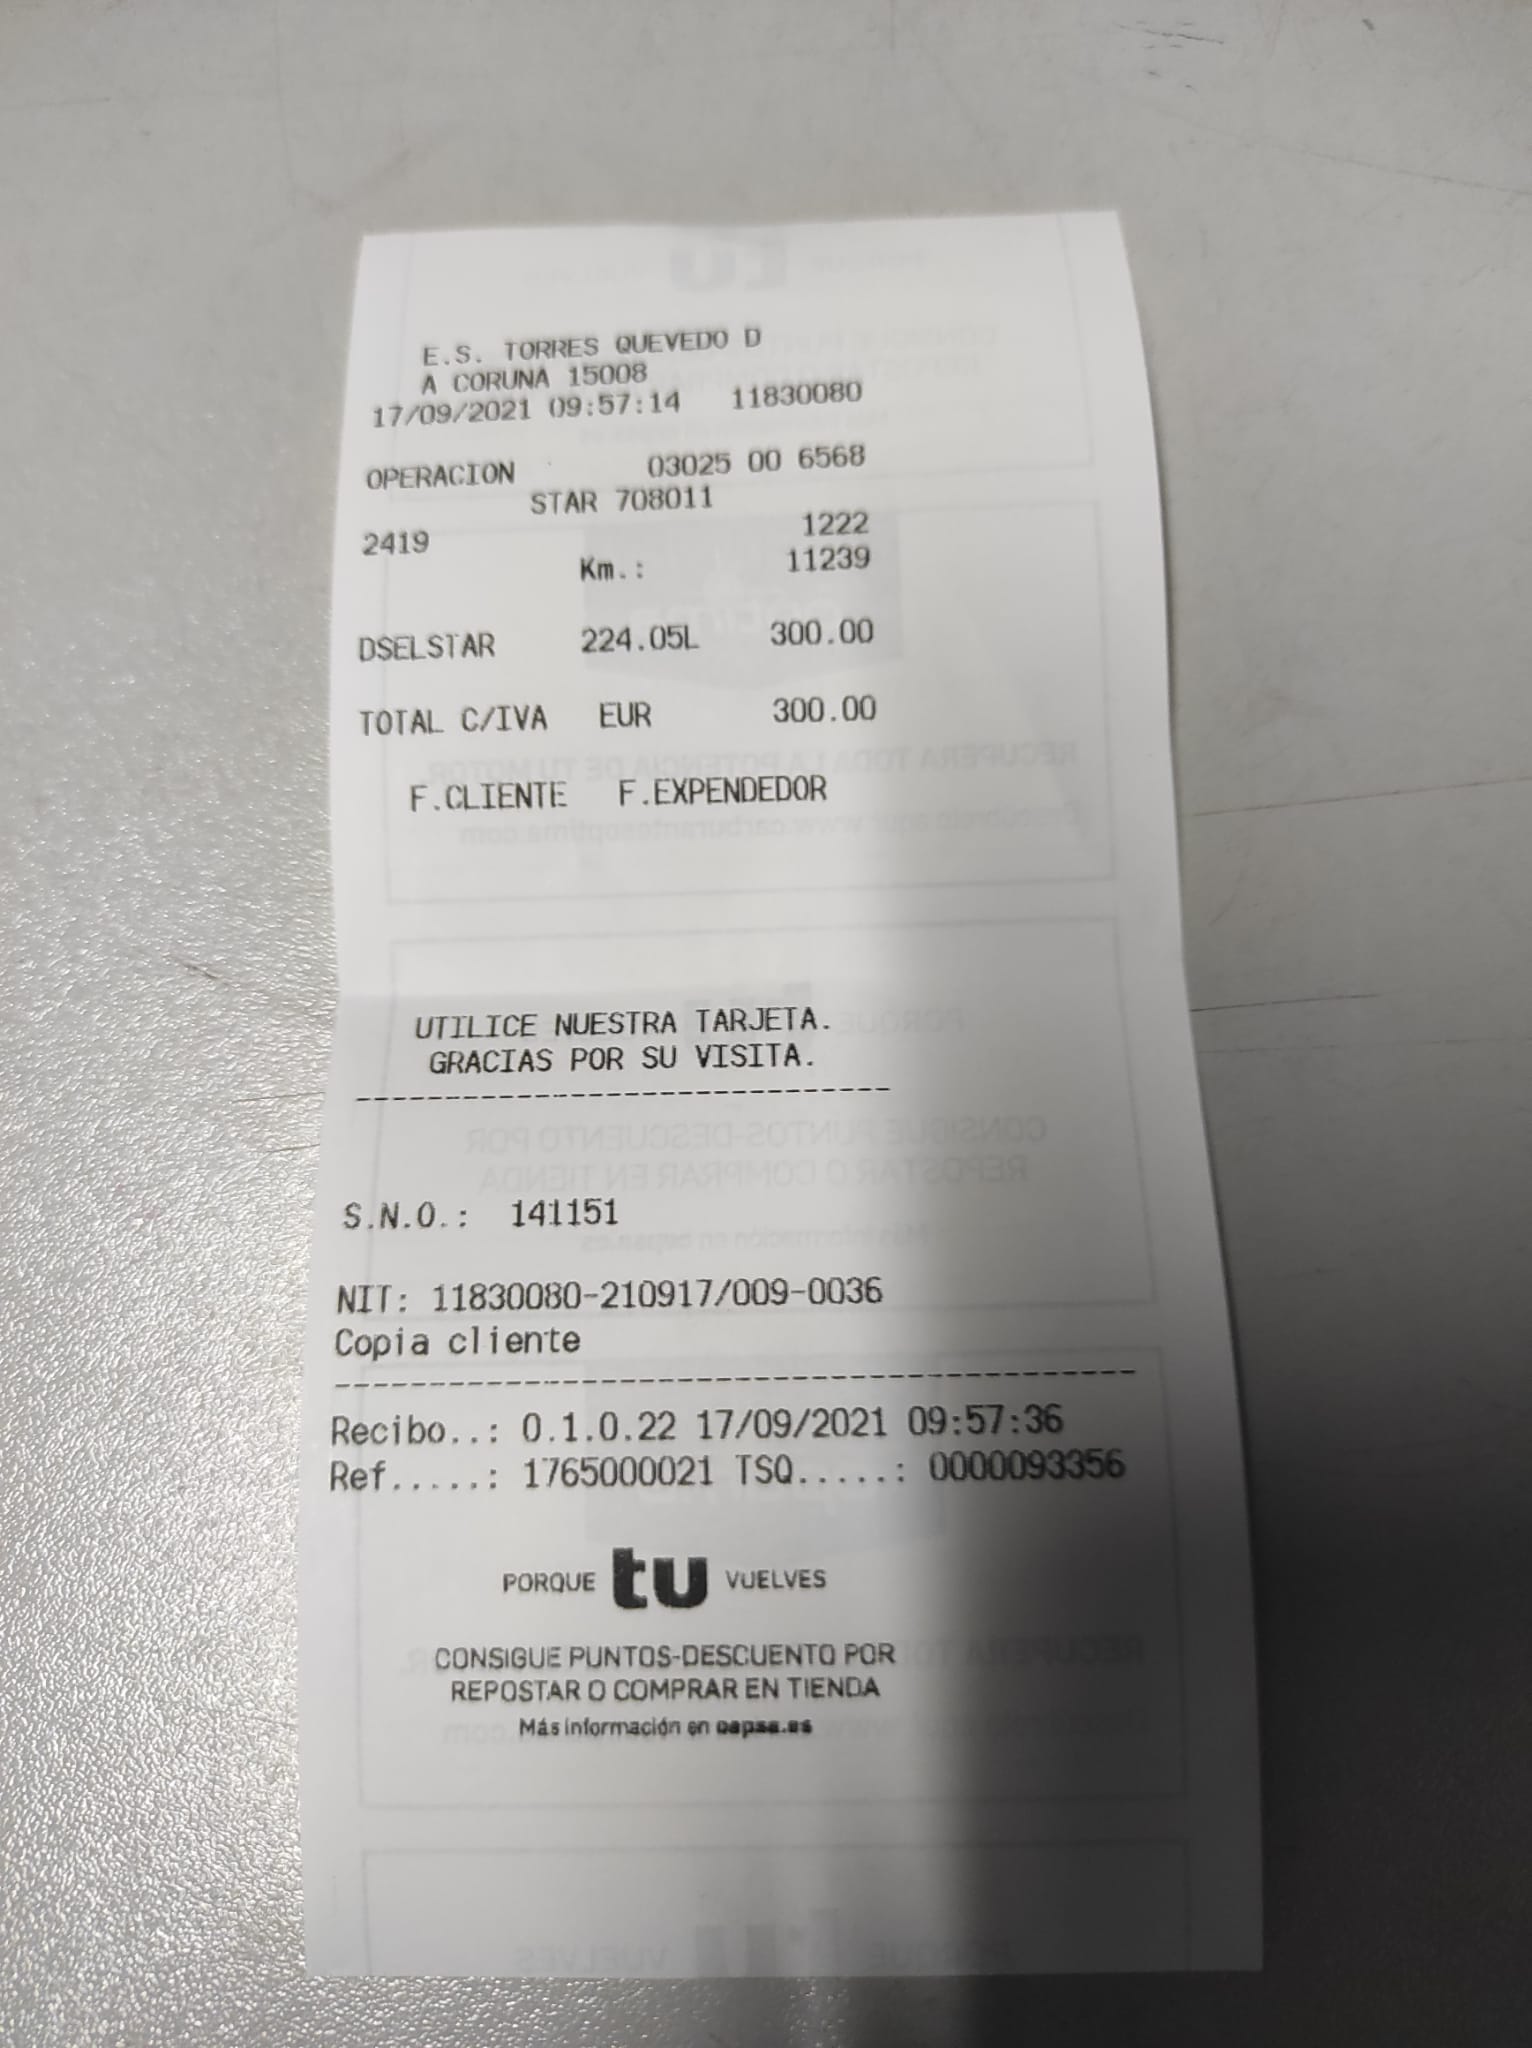 E.S. TORRES QUEVEDO D
A CORUNA 15008
17/09/2021 09:57:14 11830080
OPERACION 03025 00 6568
STAR 708011
2419 1222
Km.: 11239
DSELSTAR 224.05L 300.00
TOTAL C/IVA EUR 300.00
F.CLIENTE F.EXPENDEDOR
UTILICE NUESTRA TARJETA.
GRACIAS POR SU VISITA.
------------------------------
S.N.O.: 141151
NIT: 11830080-210917/009-0036
Copia cliente
----------------------------------------
Recibo..: 0.1.0.22 17/09/2021 09:57:36
Ref.....: 1765000021 TSQ.....: 0000093356
PORQUE tu VUELVES
CONSIGUE PUNTOS-DESCUENTO POR
REPOSTAR O COMPRAR EN TIENDA
Más información en cepsa.es